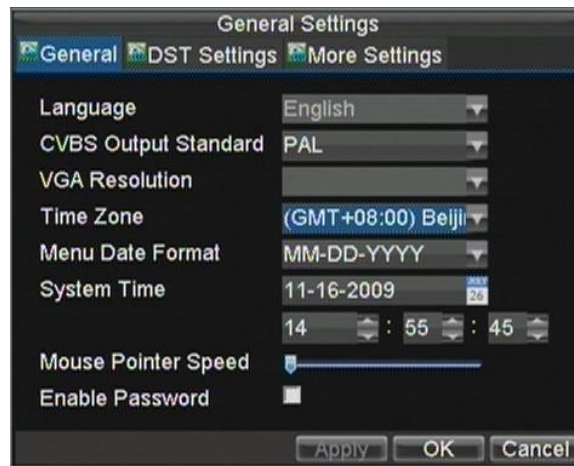 General Settings
General DST Settings More Settings
Language English
CVBS Output Standard PAL
VGA Resolution
Time Zone (GMT+08:00) Beiji
Menu Date Format MM-DD-YYYY
System Time 11-16-2009
JULY
26
14 : 55 : 45
Mouse Pointer Speed
Enable Password
Apply OK Cancel